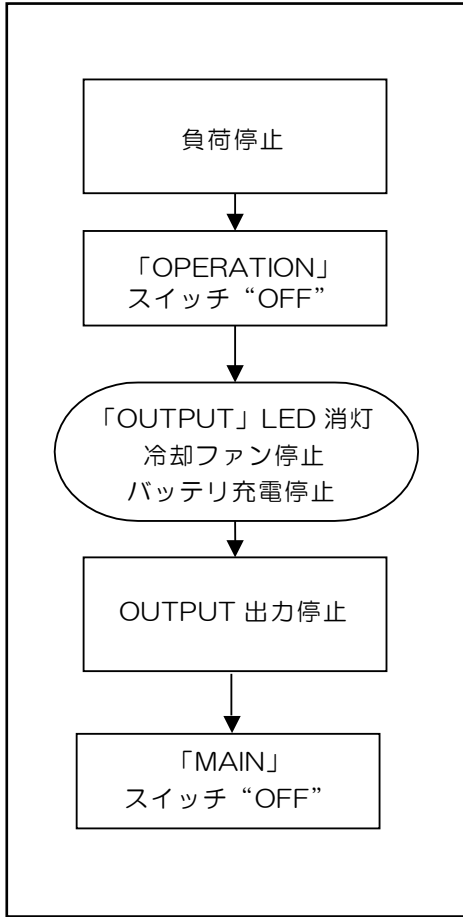 負荷停止
「OPERATION」
スイッチ“OFF”
「OUTPUT」LED 消灯
冷却ファン停止
バッテリ充電停止
OUTPUT 出力停止
「MAIN」
スイッチ“OFF”